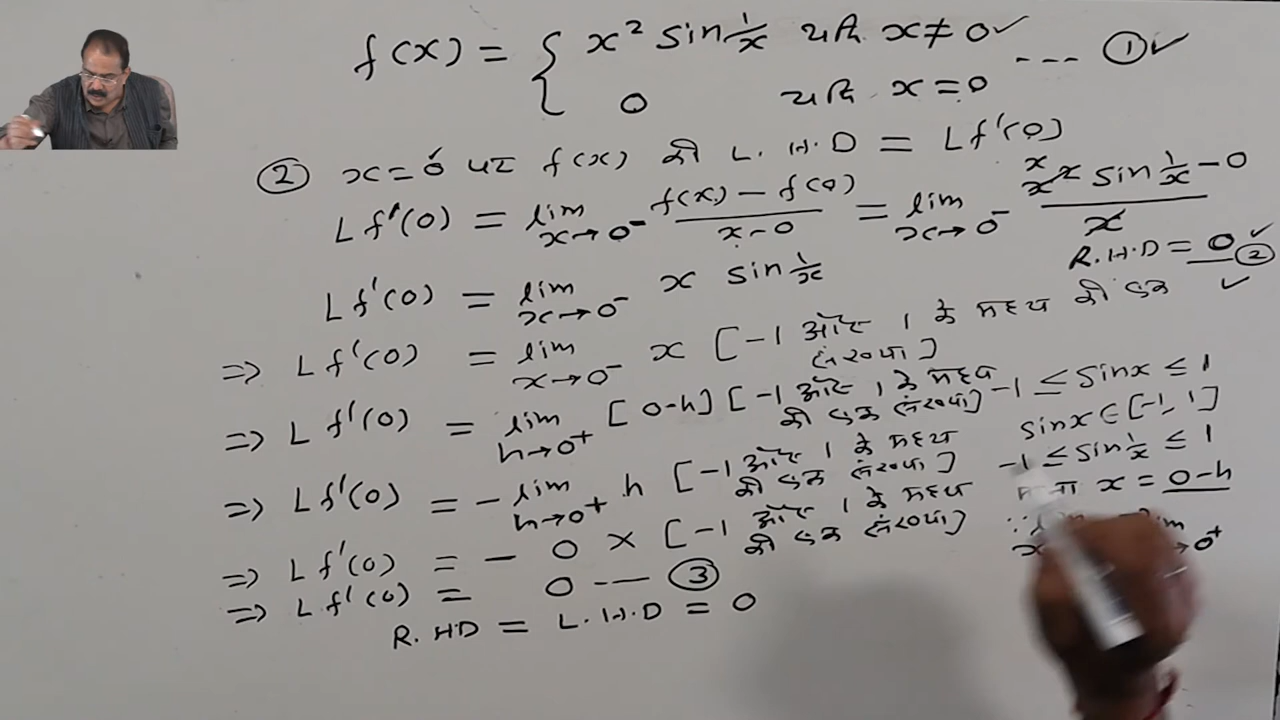 f(x) = { x² sin 1/x यदि x ≠ 0 ✓
0 यदि x = 0 --- ① ✓
② x = 0 पर f(x) की L.H.D = Lf'(0)
Lf'(0) = lim x→0⁻ f(x) - f(0) / x - 0 = lim x→0⁻ x² sin 1/x - 0 / x
R.H.D = 0 ② ✓
Lf'(0) = lim x→0⁻ x sin 1/x
⇒ Lf'(0) = lim x→0⁻ x [-1 और 1 के मध्य की एक संख्या]
⇒ Lf'(0) = lim h→0⁺ [0-h] [-1 और 1 के मध्य की एक संख्या]
-1 ≤ sinx ≤ 1
sinx ∈ [-1, 1]
⇒ Lf'(0) = - lim h→0⁺ h [-1 और 1 के मध्य की एक संख्या]
-1 ≤ sin 1/x ≤ 1
x = 0-h
⇒ Lf'(0) = - 0 × [-1 और 1 के मध्य की एक संख्या]
⇒ Lf'(0) = 0 --- ③
R.H.D = L.H.D = 0